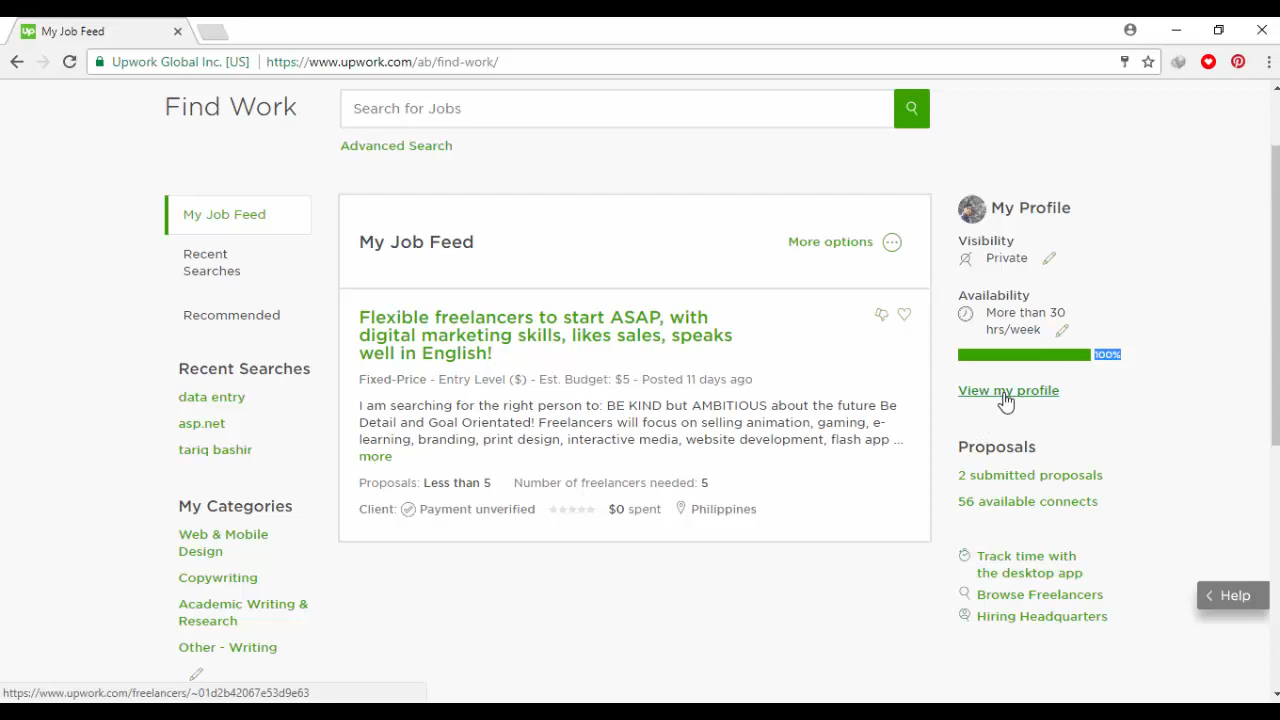 My Job Feed
Upwork Global Inc. [US]
https://www.upwork.com/ab/find-work/
Find Work
Search for Jobs
Advanced Search
My Job Feed
Recent
Searches
Recommended
Recent Searches
data entry
asp.net
tariq bashir
My Categories
Web & Mobile
Design
Copywriting
Academic Writing &
Research
Other - Writing
My Job Feed
More options
Flexible freelancers to start ASAP, with
digital marketing skills, likes sales, speaks
well in English!
Fixed-Price - Entry Level ($) - Est. Budget: $5 - Posted 11 days ago
I am searching for the right person to: BE KIND but AMBITIOUS about the future Be
Detail and Goal Orientated! Freelancers will focus on selling animation, gaming, e-
learning, branding, print design, interactive media, website development, flash app ...
more
Proposals: Less than 5 Number of freelancers needed: 5
Client: Payment unverified $0 spent Philippines
My Profile
Visibility
Private
Availability
More than 30
hrs/week
100%
View my profile
Proposals
2 submitted proposals
56 available connects
Track time with
the desktop app
Browse Freelancers
Hiring Headquarters
Help
https://www.upwork.com/freelancers/~01d2b42067e53d9e63